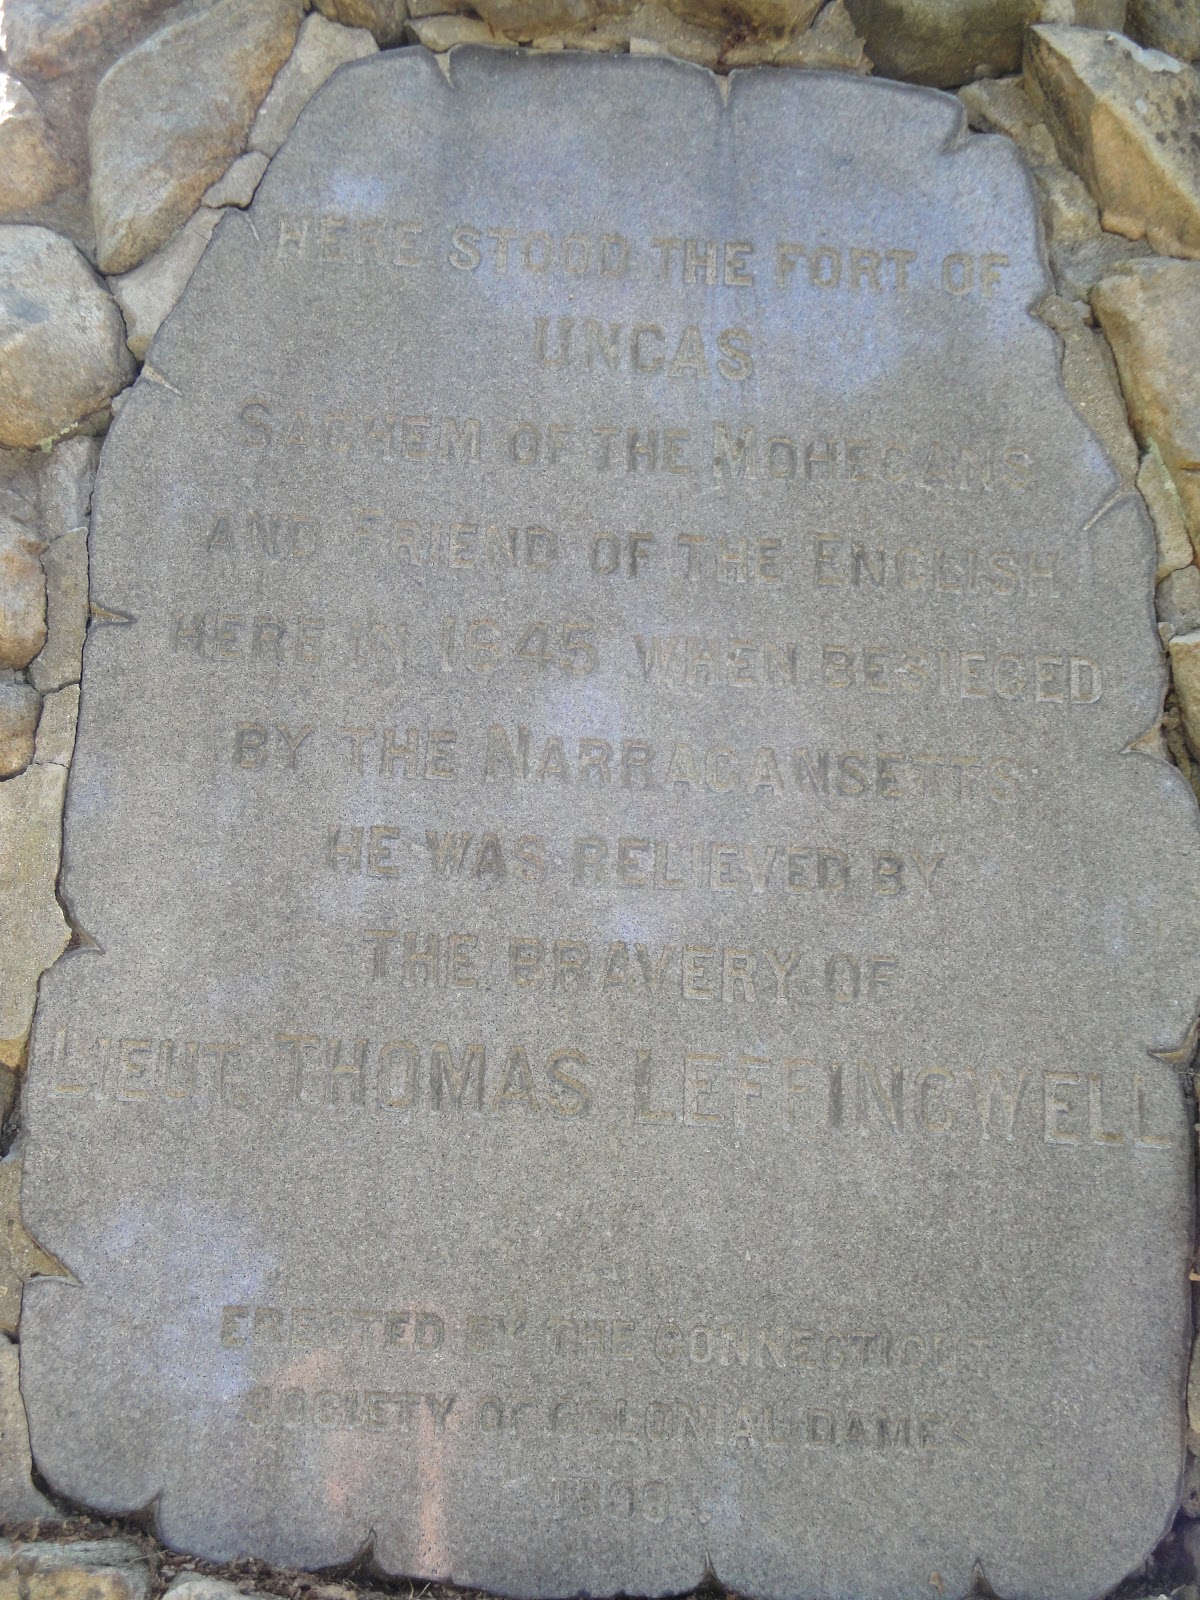 HERE STOOD THE FORT OF
UNCAS
SACHEM OF THE MOHEGANS
AND FRIEND OF THE ENGLISH
HERE IN 1645 WHEN BESIEGED
BY THE NARRAGANSETTS
HE WAS RELIEVED BY
THE BRAVERY OF
LIEUT. THOMAS LEFFINGWELL
ERECTED BY THE CONNECTICUT
SOCIETY OF COLONIAL DAMES